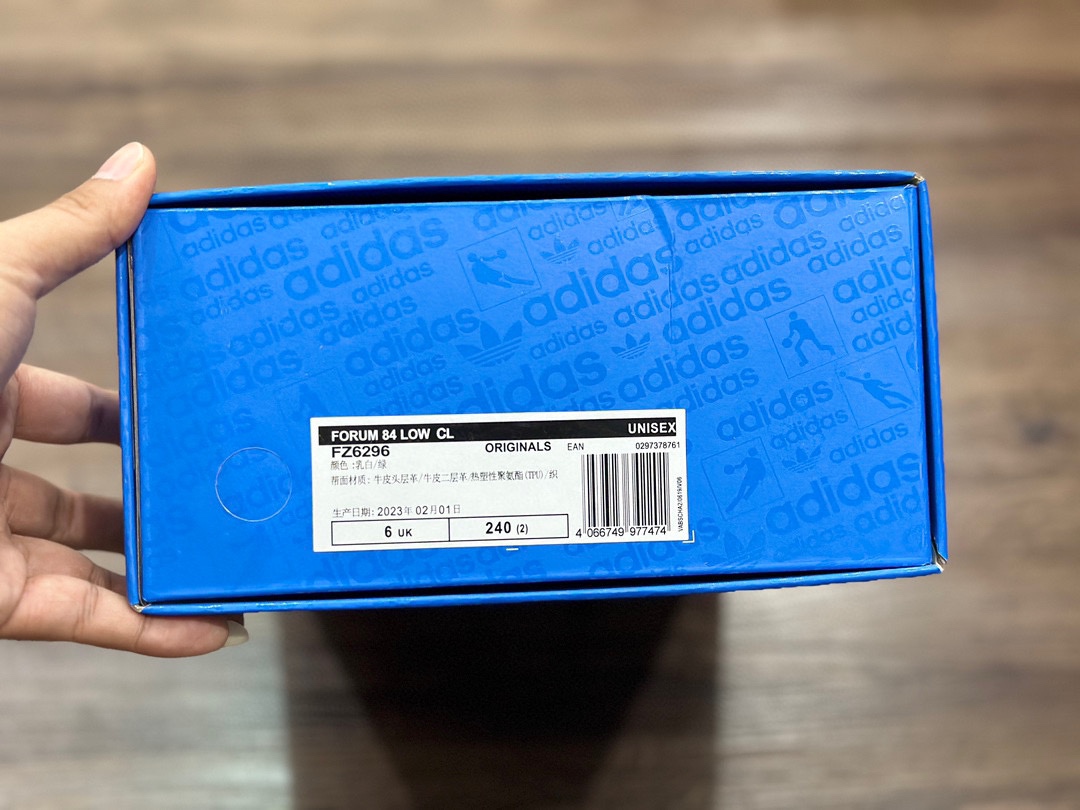 adidas
FORUM 84 LOW CL UNISEX
FZ6296 ORIGINALS EAN 0297378761
颜色:乳白/绿
帮面材质: 牛皮头层革/牛皮二层革/热塑性聚氨酯(TPU)/织
生产日期: 2023年 02月01日
6 UK 240 (2)
4 066749 977474